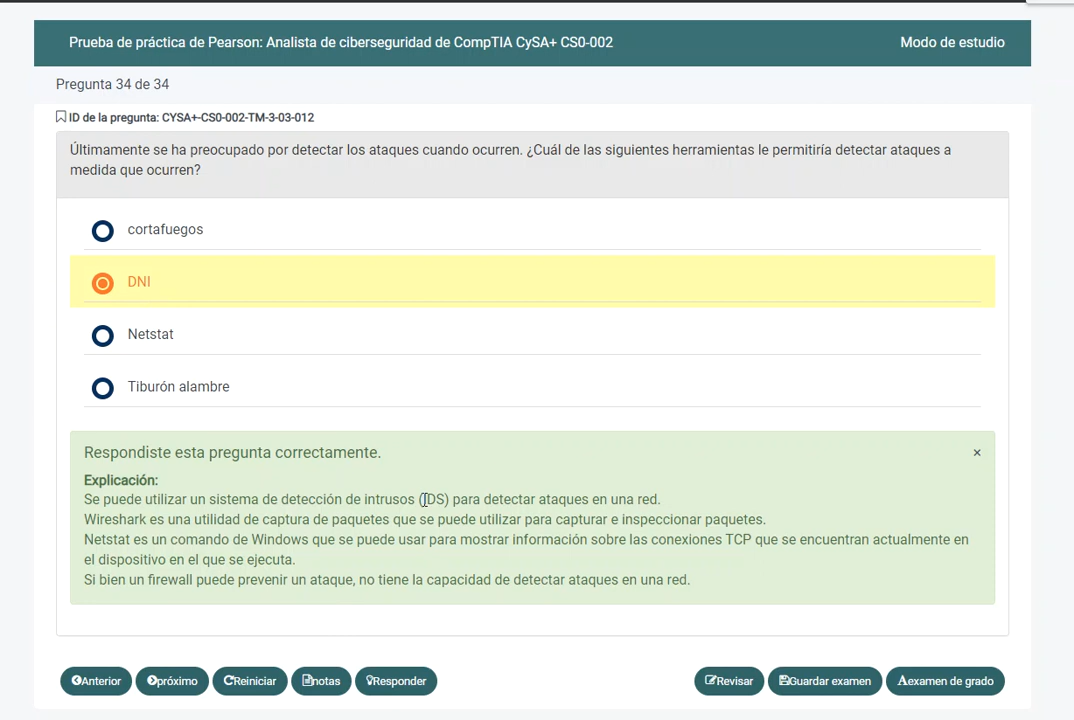 Prueba de práctica de Pearson: Analista de ciberseguridad de CompTIA CySA+ CS0-002
Modo de estudio
Pregunta 34 de 34
ID de la pregunta: CYSA+-CS0-002-TM-3-03-012
Últimamente se ha preocupado por detectar los ataques cuando ocurren. ¿Cuál de las siguientes herramientas le permitiría detectar ataques a
medida que ocurren?
cortafuegos
DNI
Netstat
Tiburón alambre
Respondiste esta pregunta correctamente.
×
Explicación:
Se puede utilizar un sistema de detección de intrusos (IDS) para detectar ataques en una red.
Wireshark es una utilidad de captura de paquetes que se puede utilizar para capturar e inspeccionar paquetes.
Netstat es un comando de Windows que se puede usar para mostrar información sobre las conexiones TCP que se encuentran actualmente en
el dispositivo en el que se ejecuta.
Si bien un firewall puede prevenir un ataque, no tiene la capacidad de detectar ataques en una red.
Anterior
próximo
Reiniciar
notas
Responder
Revisar
Guardar examen
examen de grado